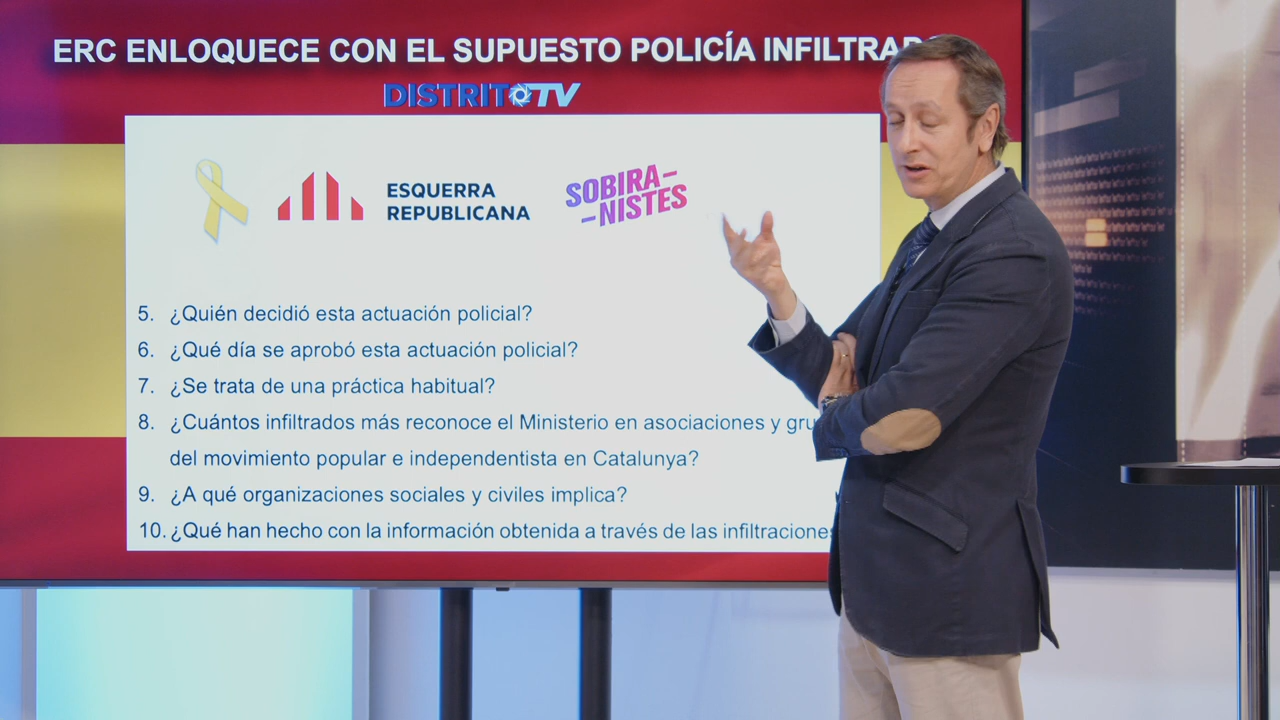 ERC ENLOQUECE CON EL SUPUESTO POLICÍA
DISTRITOTV
ESQUERRA
REPUBLICANA
SOBIRA–
–NISTES
5. ¿Quién decidió esta actuación policial?
6. ¿Qué día se aprobó esta actuación policial?
7. ¿Se trata de una práctica habitual?
8. ¿Cuántos infiltrados más reconoce el Ministerio en asociaciones y
del movimiento popular e independentista en Catalunya?
9. ¿A qué organizaciones sociales y civiles implica?
10. ¿Qué han hecho con la información obtenida a través de las infiltraciones